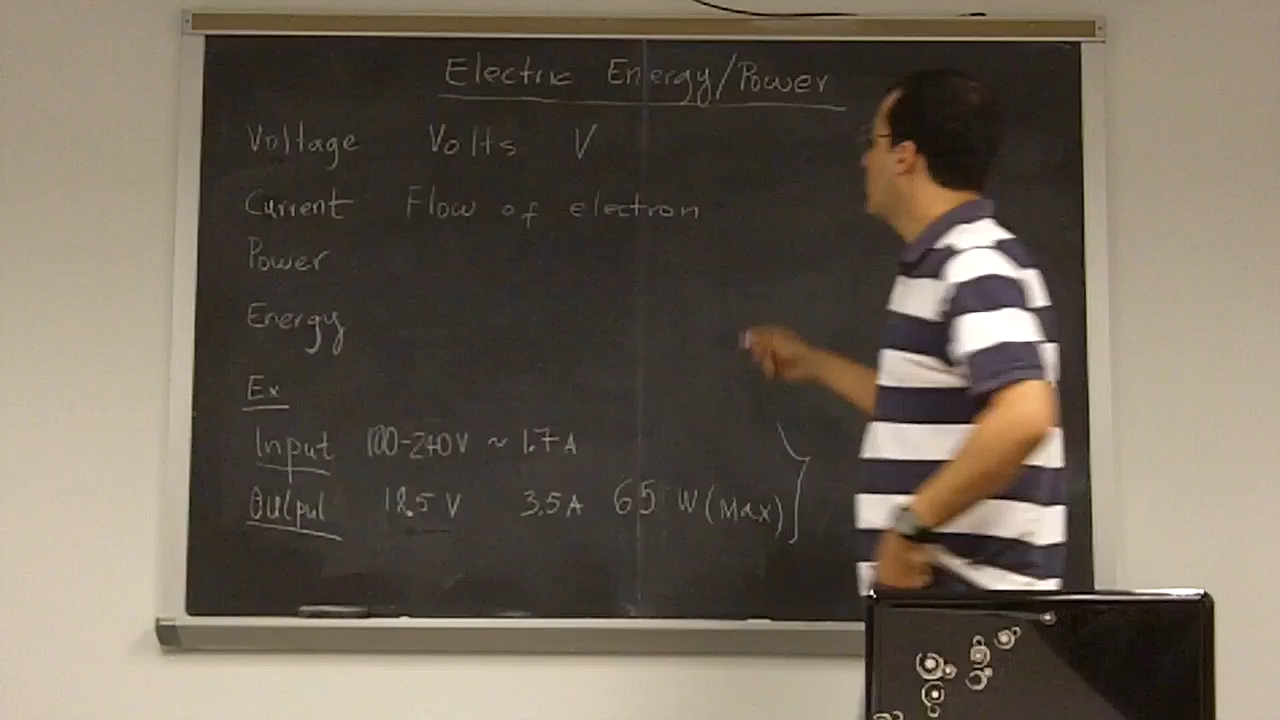 Electric Energy/Power
Voltage Volts V
Current Flow of electron
Power
Energy
Ex
Input 100-240V ~ 1.7 A
Output 18.5 V 3.5A 65 W (Max)